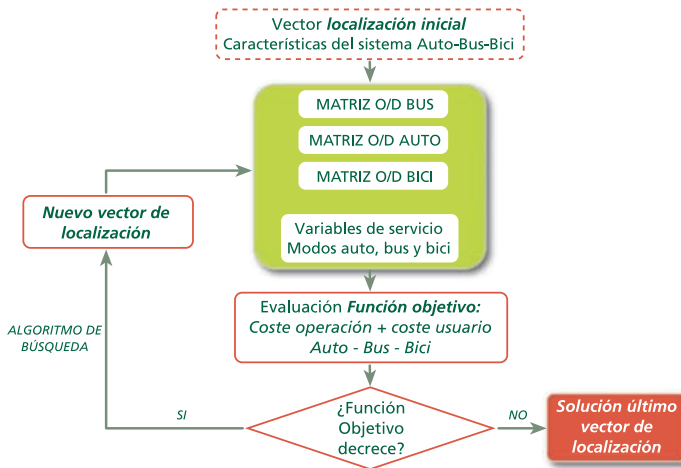 Vector localización inicial
Características del sistema Auto-Bus-Bici
MATRIZ O/D BUS
MATRIZ O/D AUTO
MATRIZ O/D BICI
Variables de servicio
Modos auto, bus y bici
Nuevo vector de
localización
Evaluación Función objetivo:
Coste operación + coste usuario
Auto - Bus - Bici
ALGORITMO DE
BÚSQUEDA
¿Función
Objetivo
decrece?
SI
NO
Solución último
vector de
localización